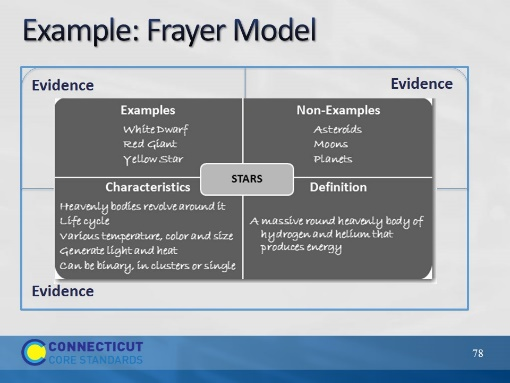 Example: Frayer Model
Evidence
Evidence
Examples
White Dwarf
Red Giant
Yellow Star
Non-Examples
Asteroids
Moons
Planets
STARS
Characteristics
Heavenly bodies revolve around it
Life cycle
Various temperature, color and size
Generate light and heat
Can be binary, in clusters or single
Definition
A massive round heavenly body of
hydrogen and helium that
produces energy
Evidence
CONNECTICUT
CORE STANDARDS
78